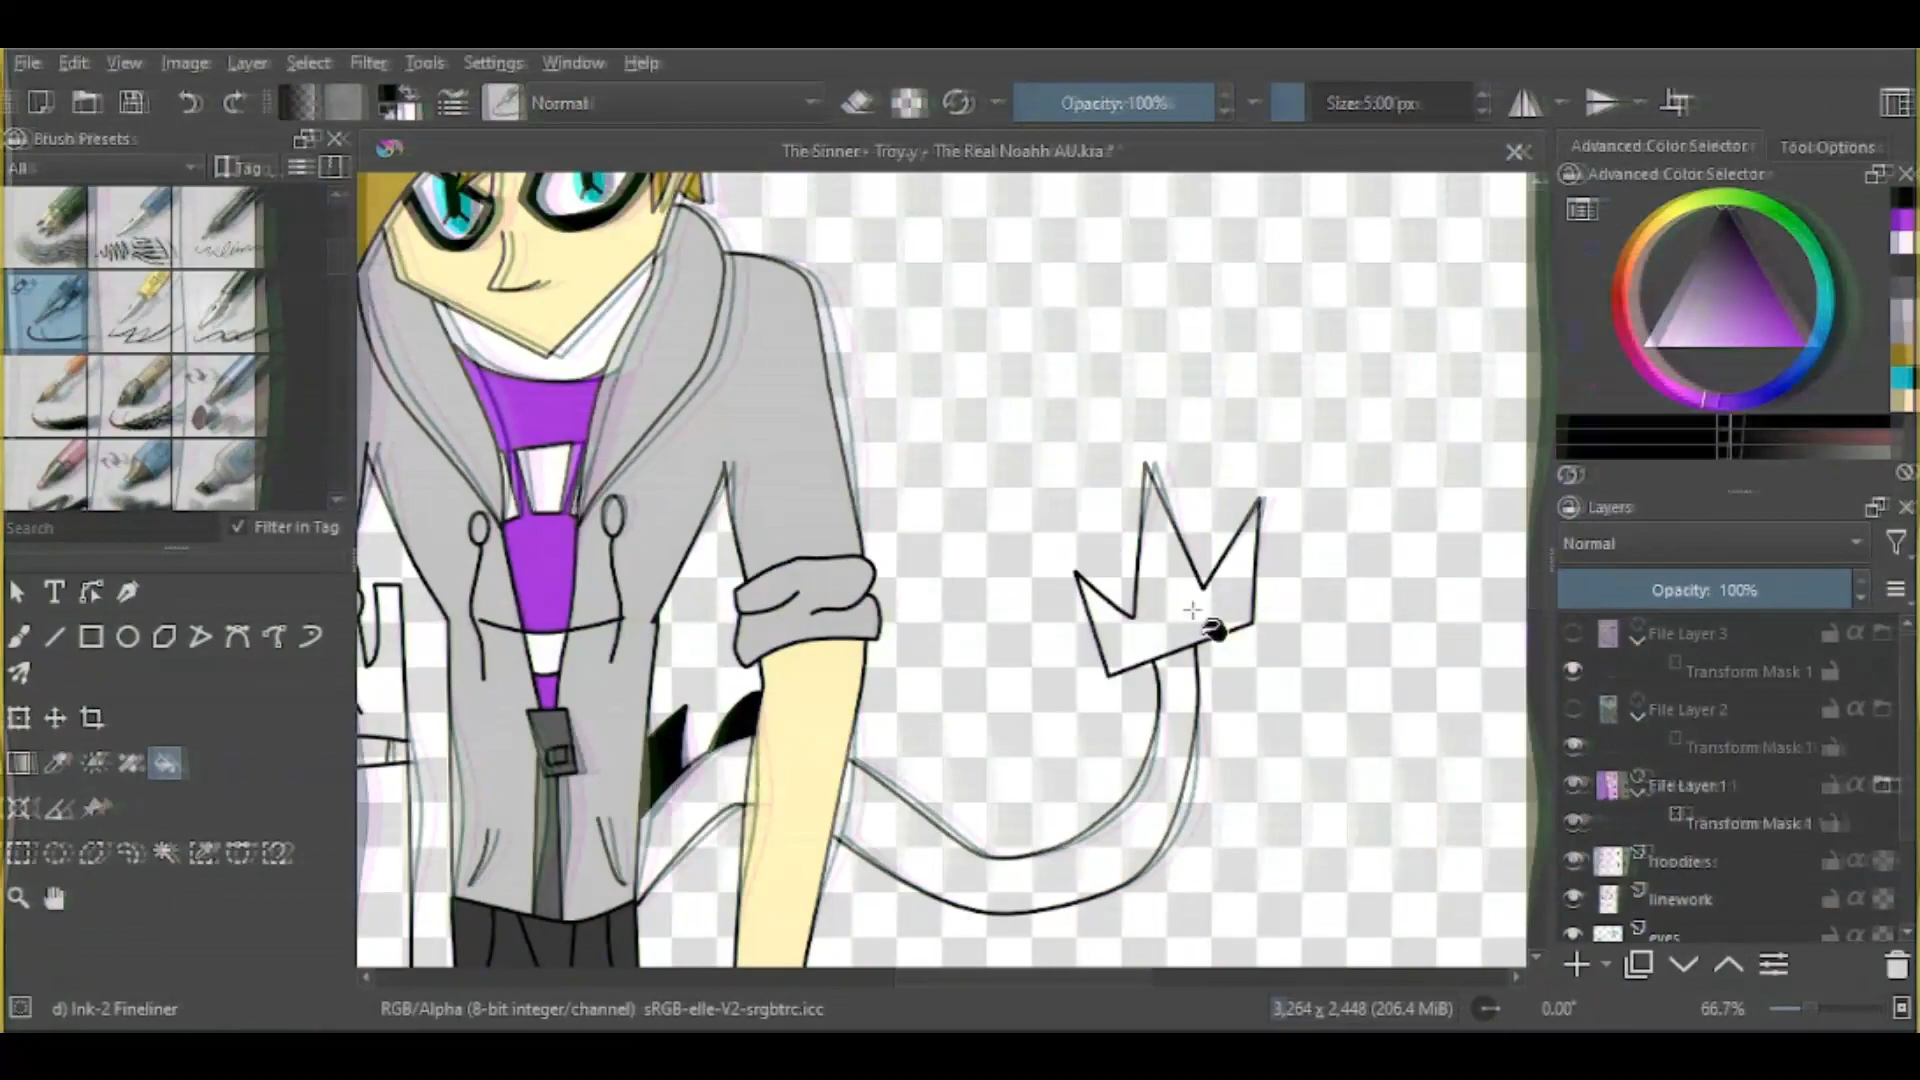 File Edit View Image Layer Select Filter Tools Settings Window Help
Normal Opacity: 100% Size: 5.00 px
Brush Presets
The Sinner - Troy.y - The Real Noahh AU.kra *
Advanced Color Selector Tool Options
All Tag
Advanced Color Selector
Layers
Search Filter in Tag
Normal
Opacity: 100%
File Layer 3
Transform Mask 1
File Layer 2
Transform Mask 1
File Layer 1
Transform Mask 1
hoodies
linework
eyes
d) Ink-2 Fineliner
RGB/Alpha (8-bit integer/channel) sRGB-elle-V2-srgbtrc.icc
3,264 x 2,448 (206.4 MiB)
0.00°
66.7%